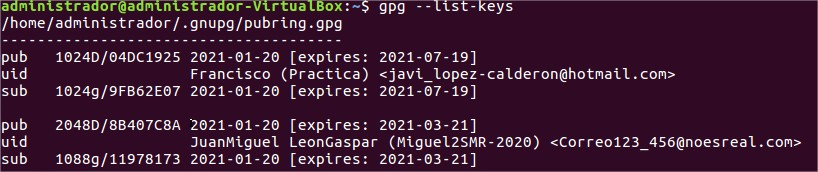 administrador@administrador-VirtualBox:~$ gpg --list-keys
/home/administrador/.gnupg/pubring.gpg
--------------------------------------
pub   1024D/04DC1925 2021-01-20 [expires: 2021-07-19]
uid                  Francisco (Practica) <javi_lopez-calderon@hotmail.com>
sub   1024g/9FB62E07 2021-01-20 [expires: 2021-07-19]
pub   2048D/8B407C8A 2021-01-20 [expires: 2021-03-21]
uid                  JuanMiguel LeonGaspar (Miguel2SMR-2020) <Correo123_456@noesreal.com>
sub   1088g/11978173 2021-01-20 [expires: 2021-03-21]